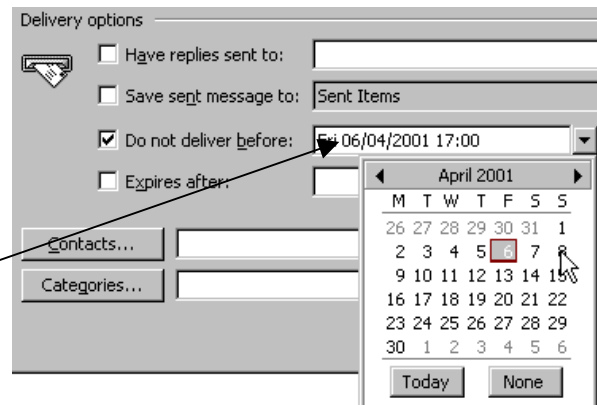 Delivery options
Have replies sent to:
Save sent message to: Sent Items
Do not deliver before: Fri 06/04/2001 17:00
Expires after:
April 2001
M T W T F S S
26 27 28 29 30 31 1
2 3 4 5 6 7 8
9 10 11 12 13 14 15
16 17 18 19 20 21 22
23 24 25 26 27 28 29
30 1 2 3 4 5 6
Today None
Contacts...
Categories...